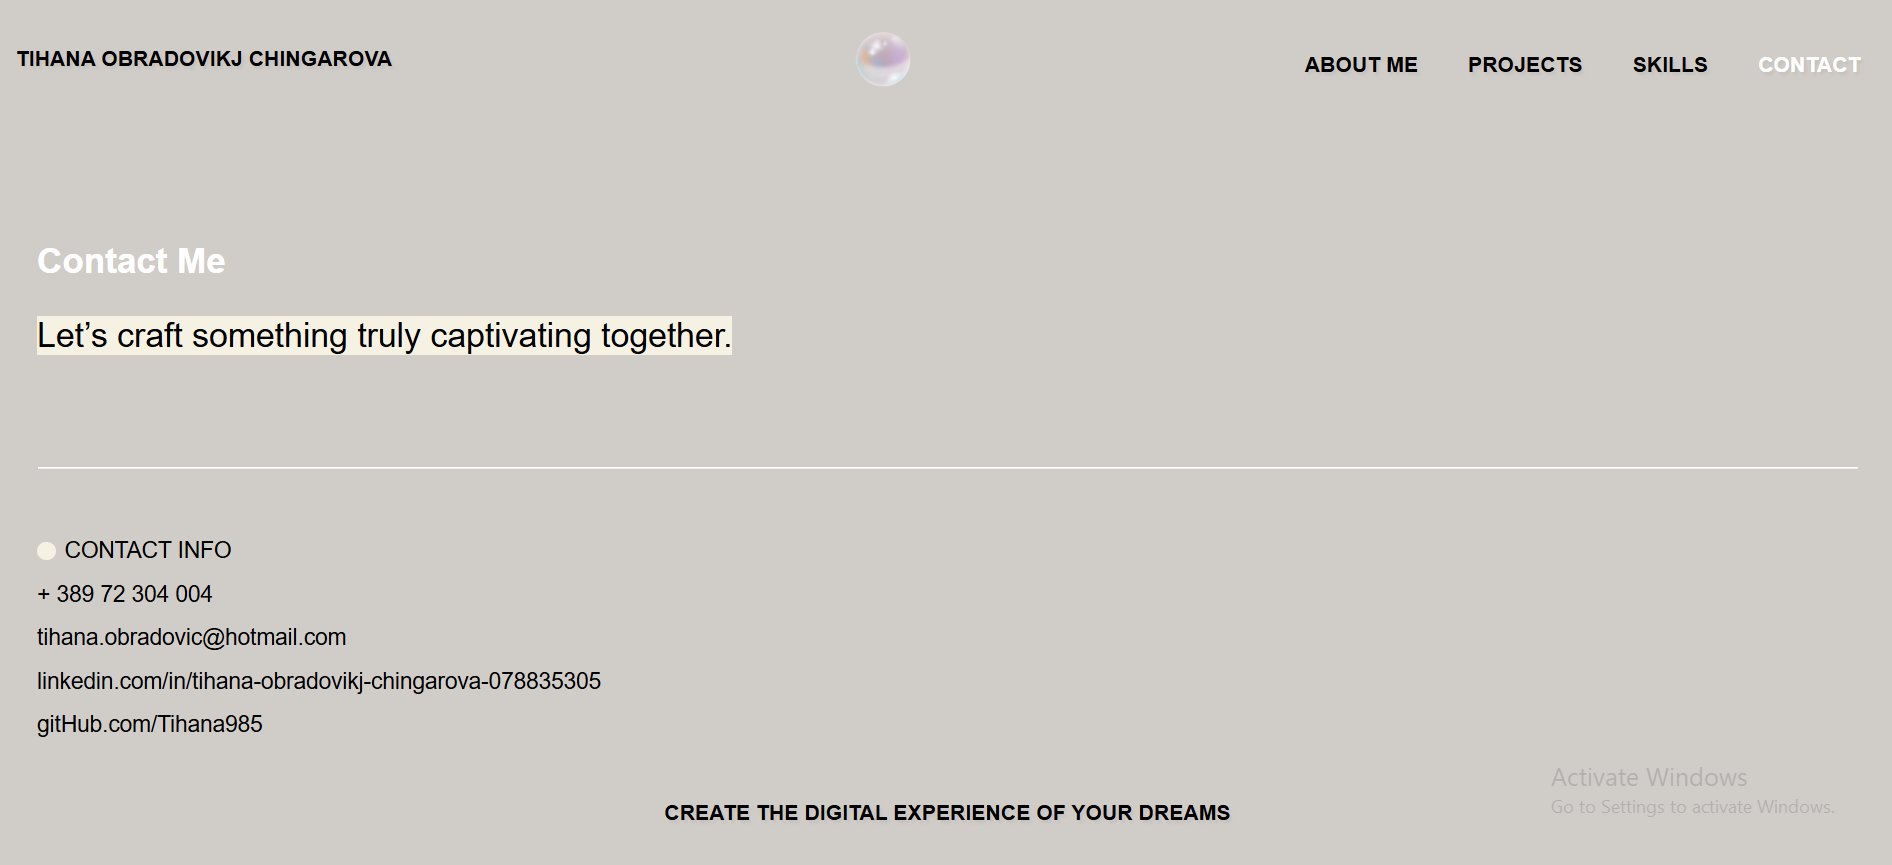 TIHANA OBRADOVIKJ CHINGAROVA
ABOUT ME PROJECTS SKILLS CONTACT
Contact Me
Let’s craft something truly captivating together.
CONTACT INFO
+ 389 72 304 004
tihana.obradovic@hotmail.com
linkedin.com/in/tihana-obradovikj-chingarova-078835305
gitHub.com/Tihana985
Activate Windows
Go to Settings to activate Windows.
CREATE THE DIGITAL EXPERIENCE OF YOUR DREAMS